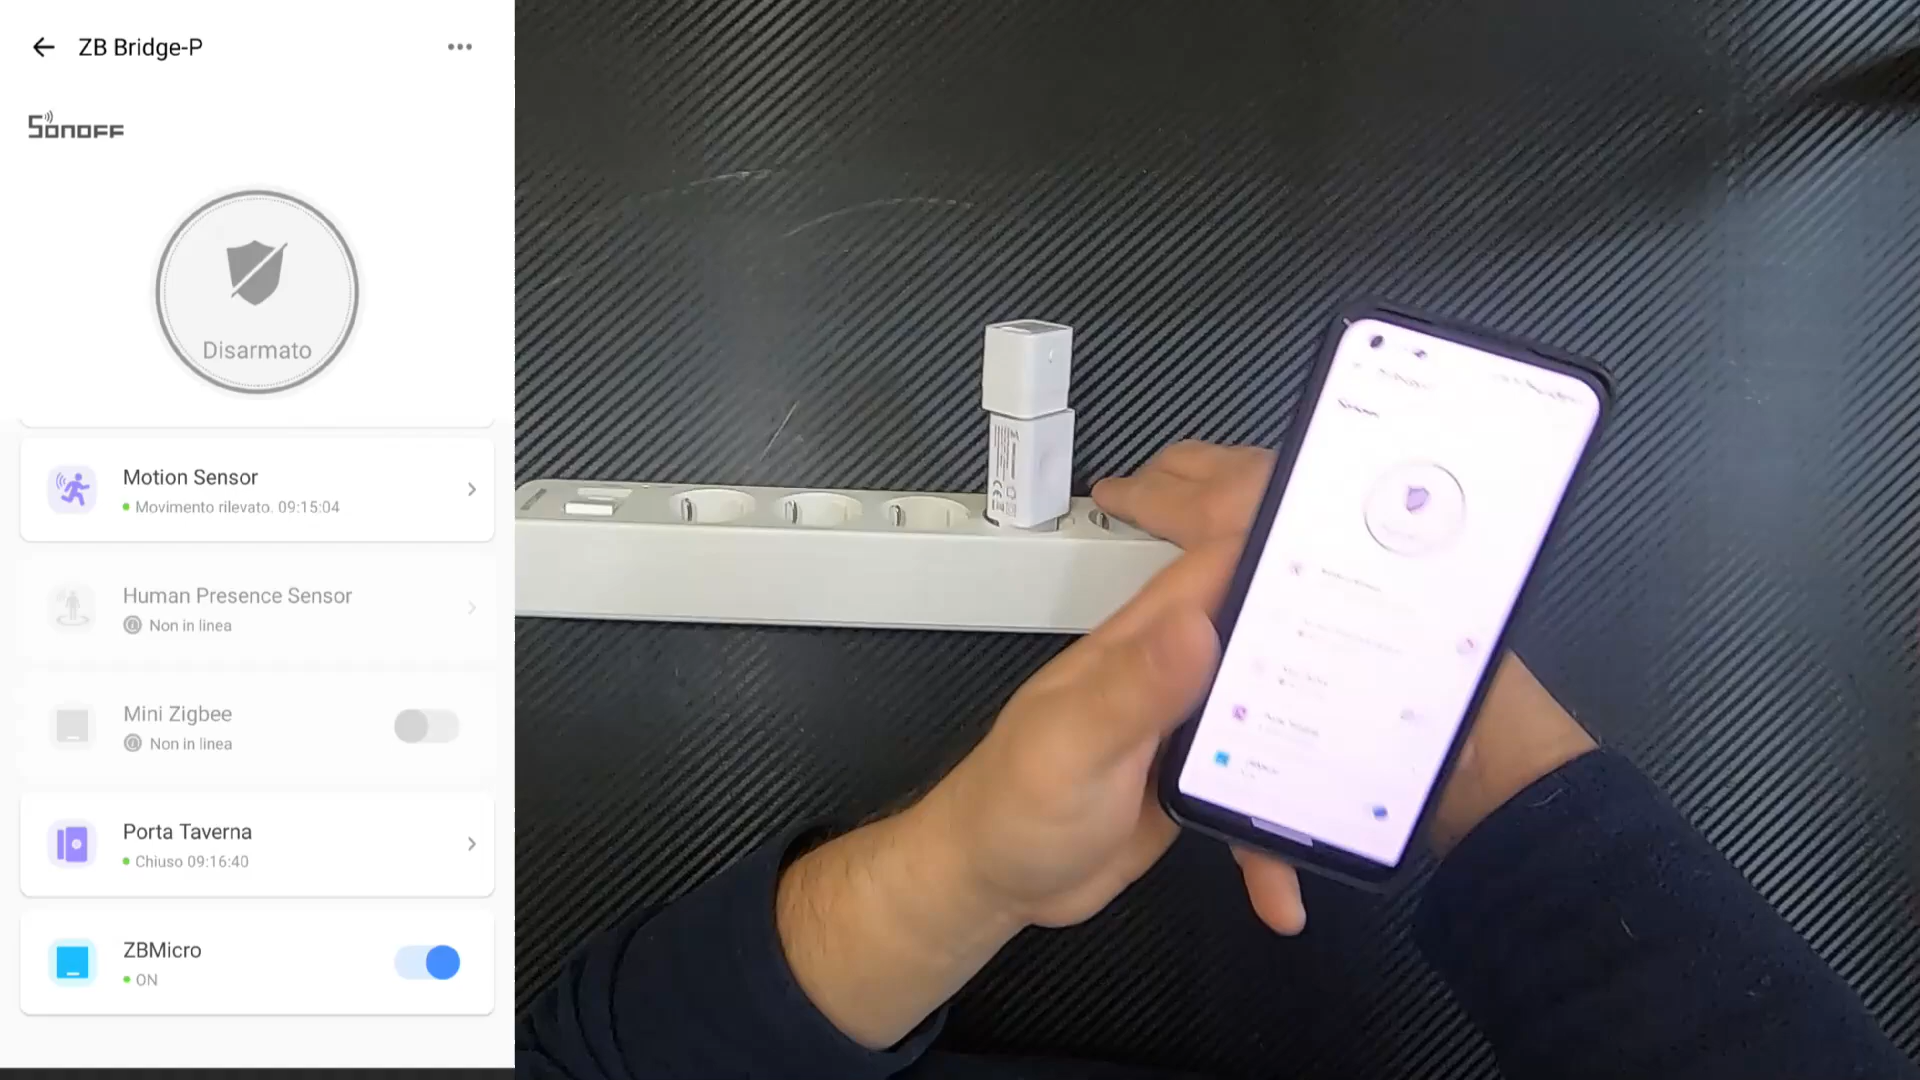 ZB Bridge-P
SONOFF
Disarmato
Motion Sensor
Movimento rilevato. 09:15:04
Human Presence Sensor
Non in linea
Mini Zigbee
Non in linea
Porta Taverna
Chiuso 09:16:40
ZBMicro
ON